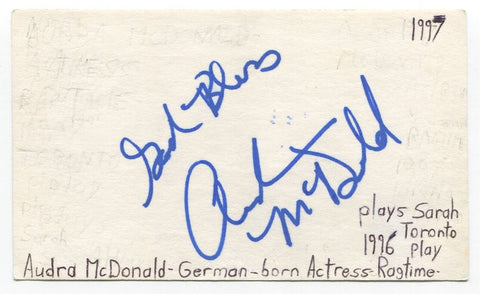 1997
God Bless
Audra
McDonald
plays Sarah
Toronto
1996 Play
Audra McDonald-German-born Actress-Ragtime-